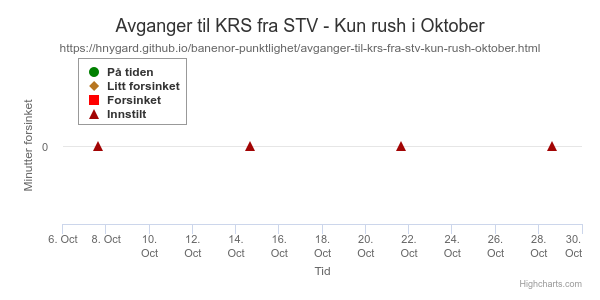 Avganger til KRS fra STV - Kun rush i Oktober
https://hnygard.github.io/banenor-punktlighet/avganger-til-krs-fra-stv-kun-rush-oktober.html
På tiden
Litt forsinket
Forsinket
Innstilt
Minutter forsinket
0
6. Oct 8. Oct 10. Oct 12. Oct 14. Oct 16. Oct 18. Oct 20. Oct 22. Oct 24. Oct 26. Oct 28. Oct 30. Oct
Tid
Highcharts.com